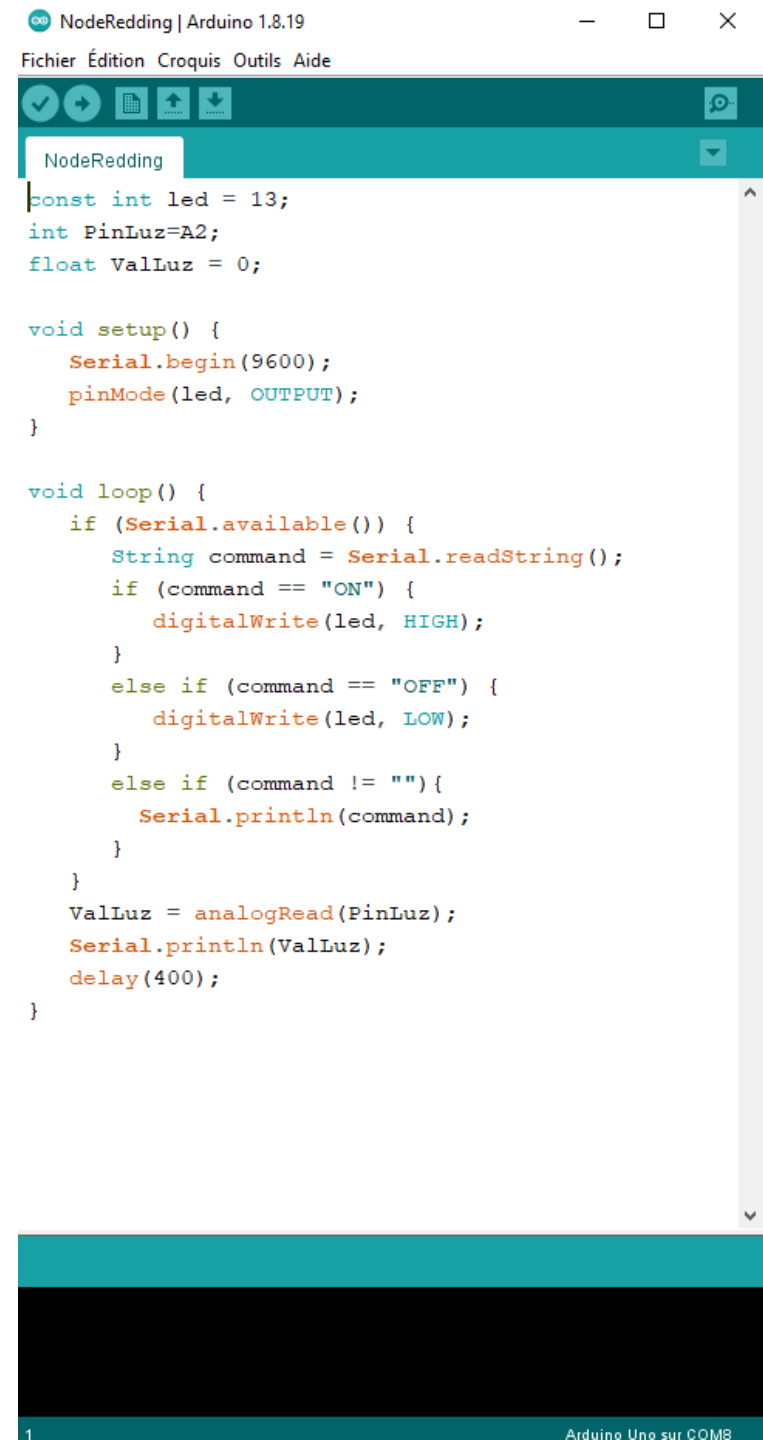 NodeRedding | Arduino 1.8.19
Fichier Édition Croquis Outils Aide
NodeRedding
const int led = 13;
int PinLuz=A2;
float ValLuz = 0;

void setup() {
   Serial.begin(9600);
   pinMode(led, OUTPUT);
}

void loop() {
   if (Serial.available()) {
      String command = Serial.readString();
      if (command == "ON") {
         digitalWrite(led, HIGH);
      }
      else if (command == "OFF") {
         digitalWrite(led, LOW);
      }
      else if (command != ""){
        Serial.println(command);
      }
   }
   ValLuz = analogRead(PinLuz);
   Serial.println(ValLuz);
   delay(400);
}
1 Arduino Uno sur COM8